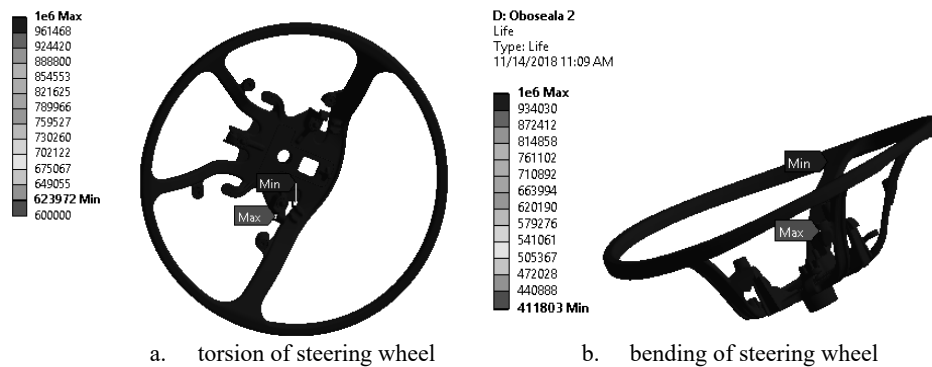 1e6 Max
961468
924420
888800
854553
821625
789966
759527
730260
702122
675067
649055
623972 Min
600000
Min
Max
a. torsion of steering wheel
D: Oboseala 2
Life
Type: Life
11/14/2018 11:09 AM
1e6 Max
934030
872412
814858
761102
710892
663994
620190
579276
541061
505367
472028
440888
411803 Min
Min
Max
b. bending of steering wheel